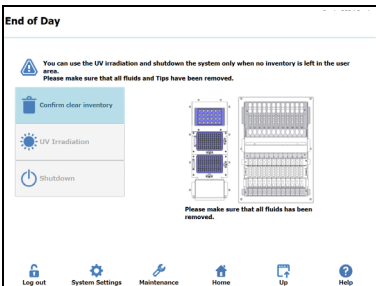 End of Day
You can use the UV irradiation and shutdown the system only when no inventory is left in the user
area.
Please make sure that all fluids and Tips have been removed.
Confirm clear inventory
UV Irradiation
Shutdown
Please make sure that all fluids has been
removed.
Log out
System Settings
Maintenance
Home
Up
Help